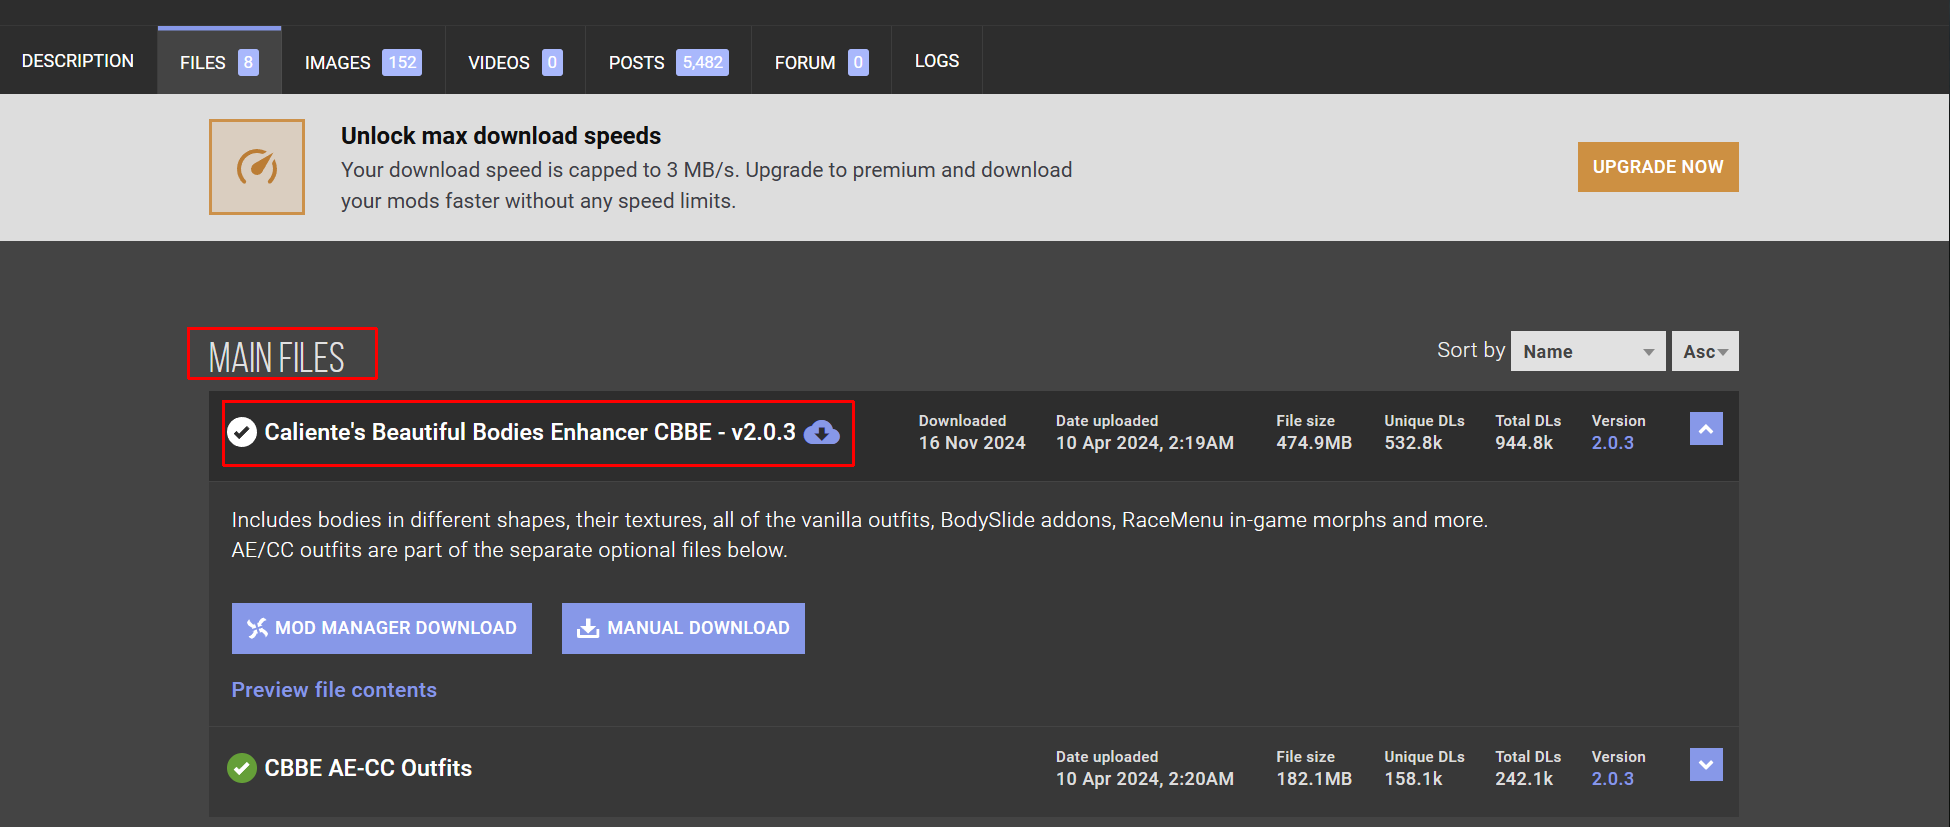 DESCRIPTION FILES 8 IMAGES 152 VIDEOS 0 POSTS 5,482 FORUM 0 LOGS
Unlock max download speeds
Your download speed is capped to 3 MB/s. Upgrade to premium and download
your mods faster without any speed limits.
UPGRADE NOW
MAIN FILES
Sort by Name Asc
Caliente's Beautiful Bodies Enhancer CBBE - v2.0.3
Downloaded Date uploaded File size Unique DLs Total DLs Version
16 Nov 2024 10 Apr 2024, 2:19AM 474.9MB 532.8k 944.8k 2.0.3
Includes bodies in different shapes, their textures, all of the vanilla outfits, BodySlide addons, RaceMenu in-game morphs and more.
AE/CC outfits are part of the separate optional files below.
MOD MANAGER DOWNLOAD MANUAL DOWNLOAD
Preview file contents
CBBE AE-CC Outfits
Date uploaded File size Unique DLs Total DLs Version
10 Apr 2024, 2:20AM 182.1MB 158.1k 242.1k 2.0.3